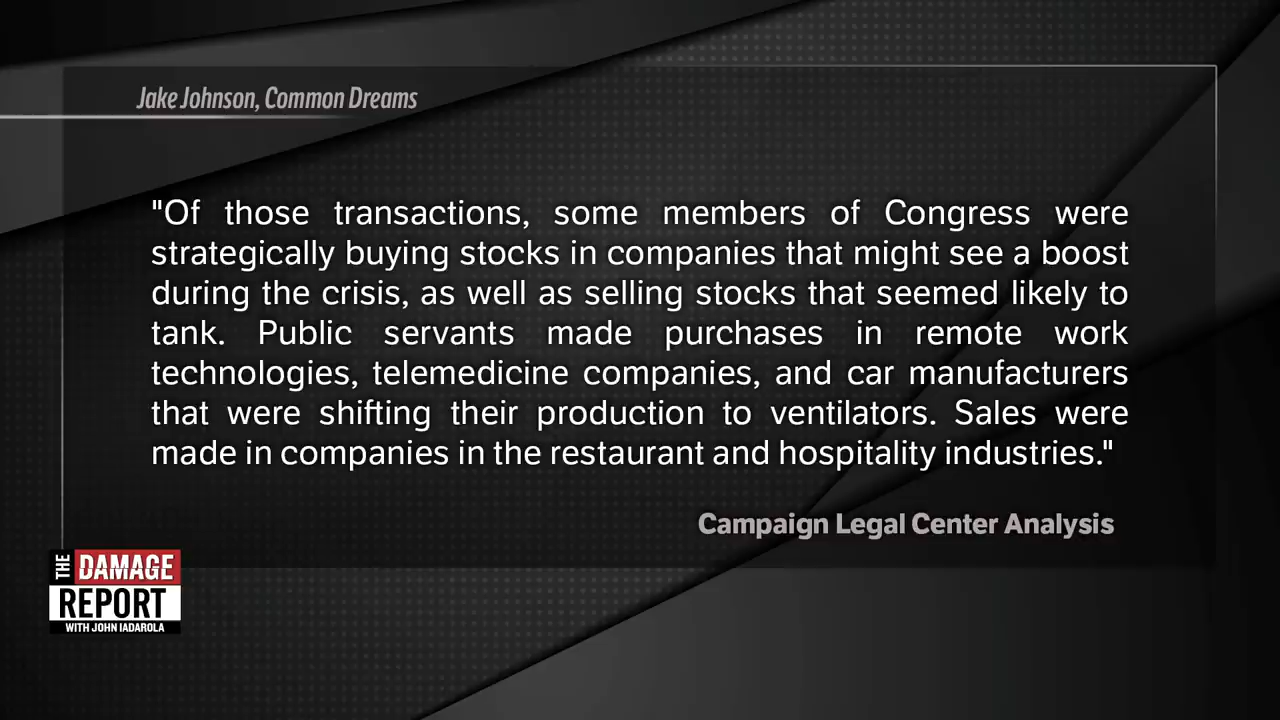 Jake Johnson, Common Dreams
"Of those transactions, some members of Congress were
strategically buying stocks in companies that might see a boost
during the crisis, as well as selling stocks that seemed likely to
tank. Public servants made purchases in remote work
technologies, telemedicine companies, and car manufacturers
that were shifting their production to ventilators. Sales were
made in companies in the restaurant and hospitality industries."
Campaign Legal Center Analysis
THE DAMAGE
REPORT
WITH JOHN IADAROLA